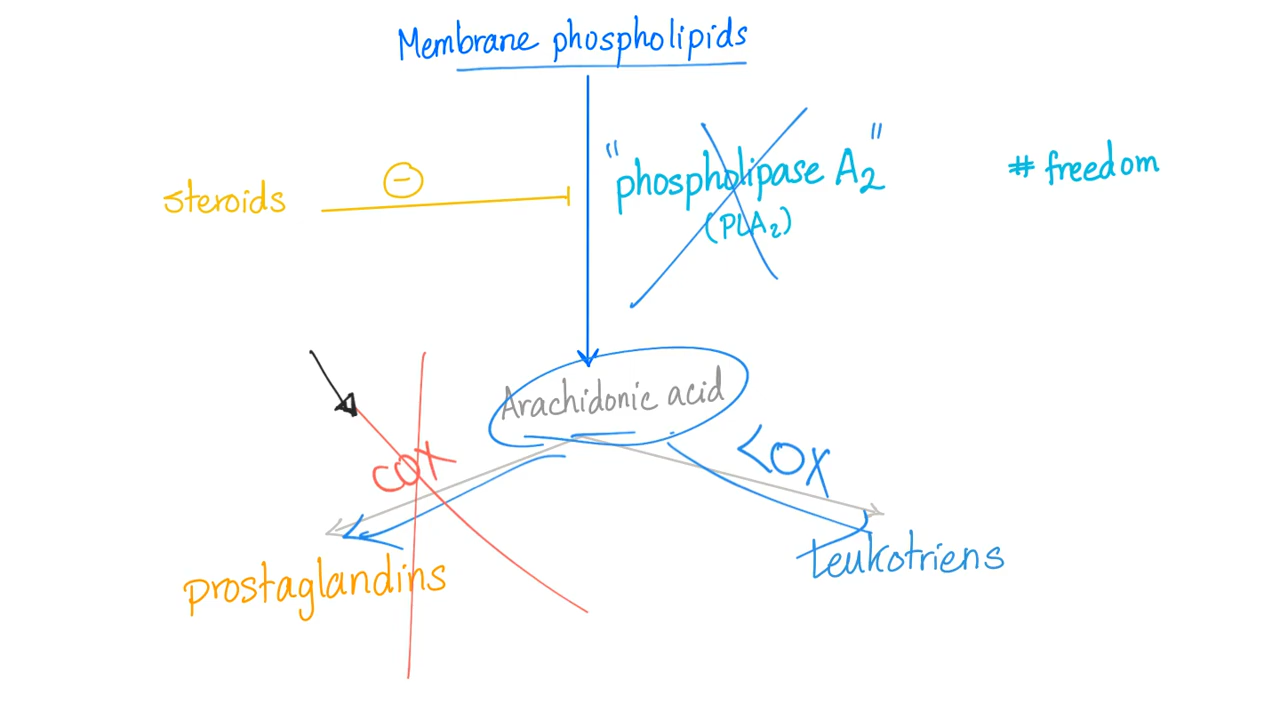 Membrane phospholipids
"phospholipase A2"
(PLA2)
# freedom
steroids
−
Arachidonic acid
COX
LOX
prostaglandins
leukotriens